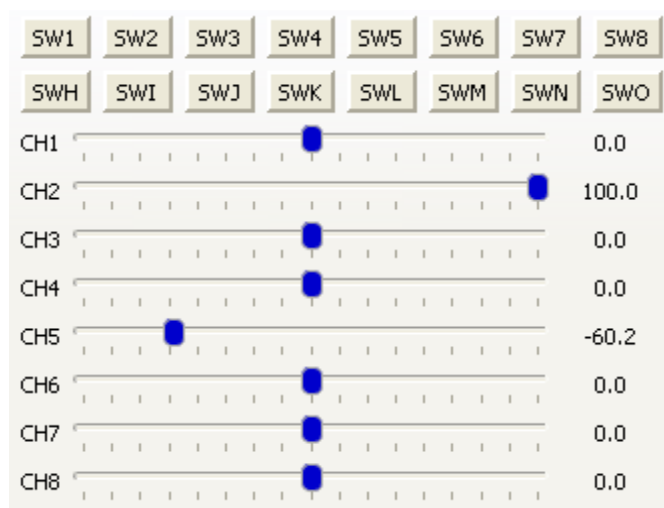 SW1 SW2 SW3 SW4 SW5 SW6 SW7 SW8
SWH SWI SWJ SWK SWL SWM SWN SWO
CH1 0.0
CH2 100.0
CH3 0.0
CH4 0.0
CH5 -60.2
CH6 0.0
CH7 0.0
CH8 0.0